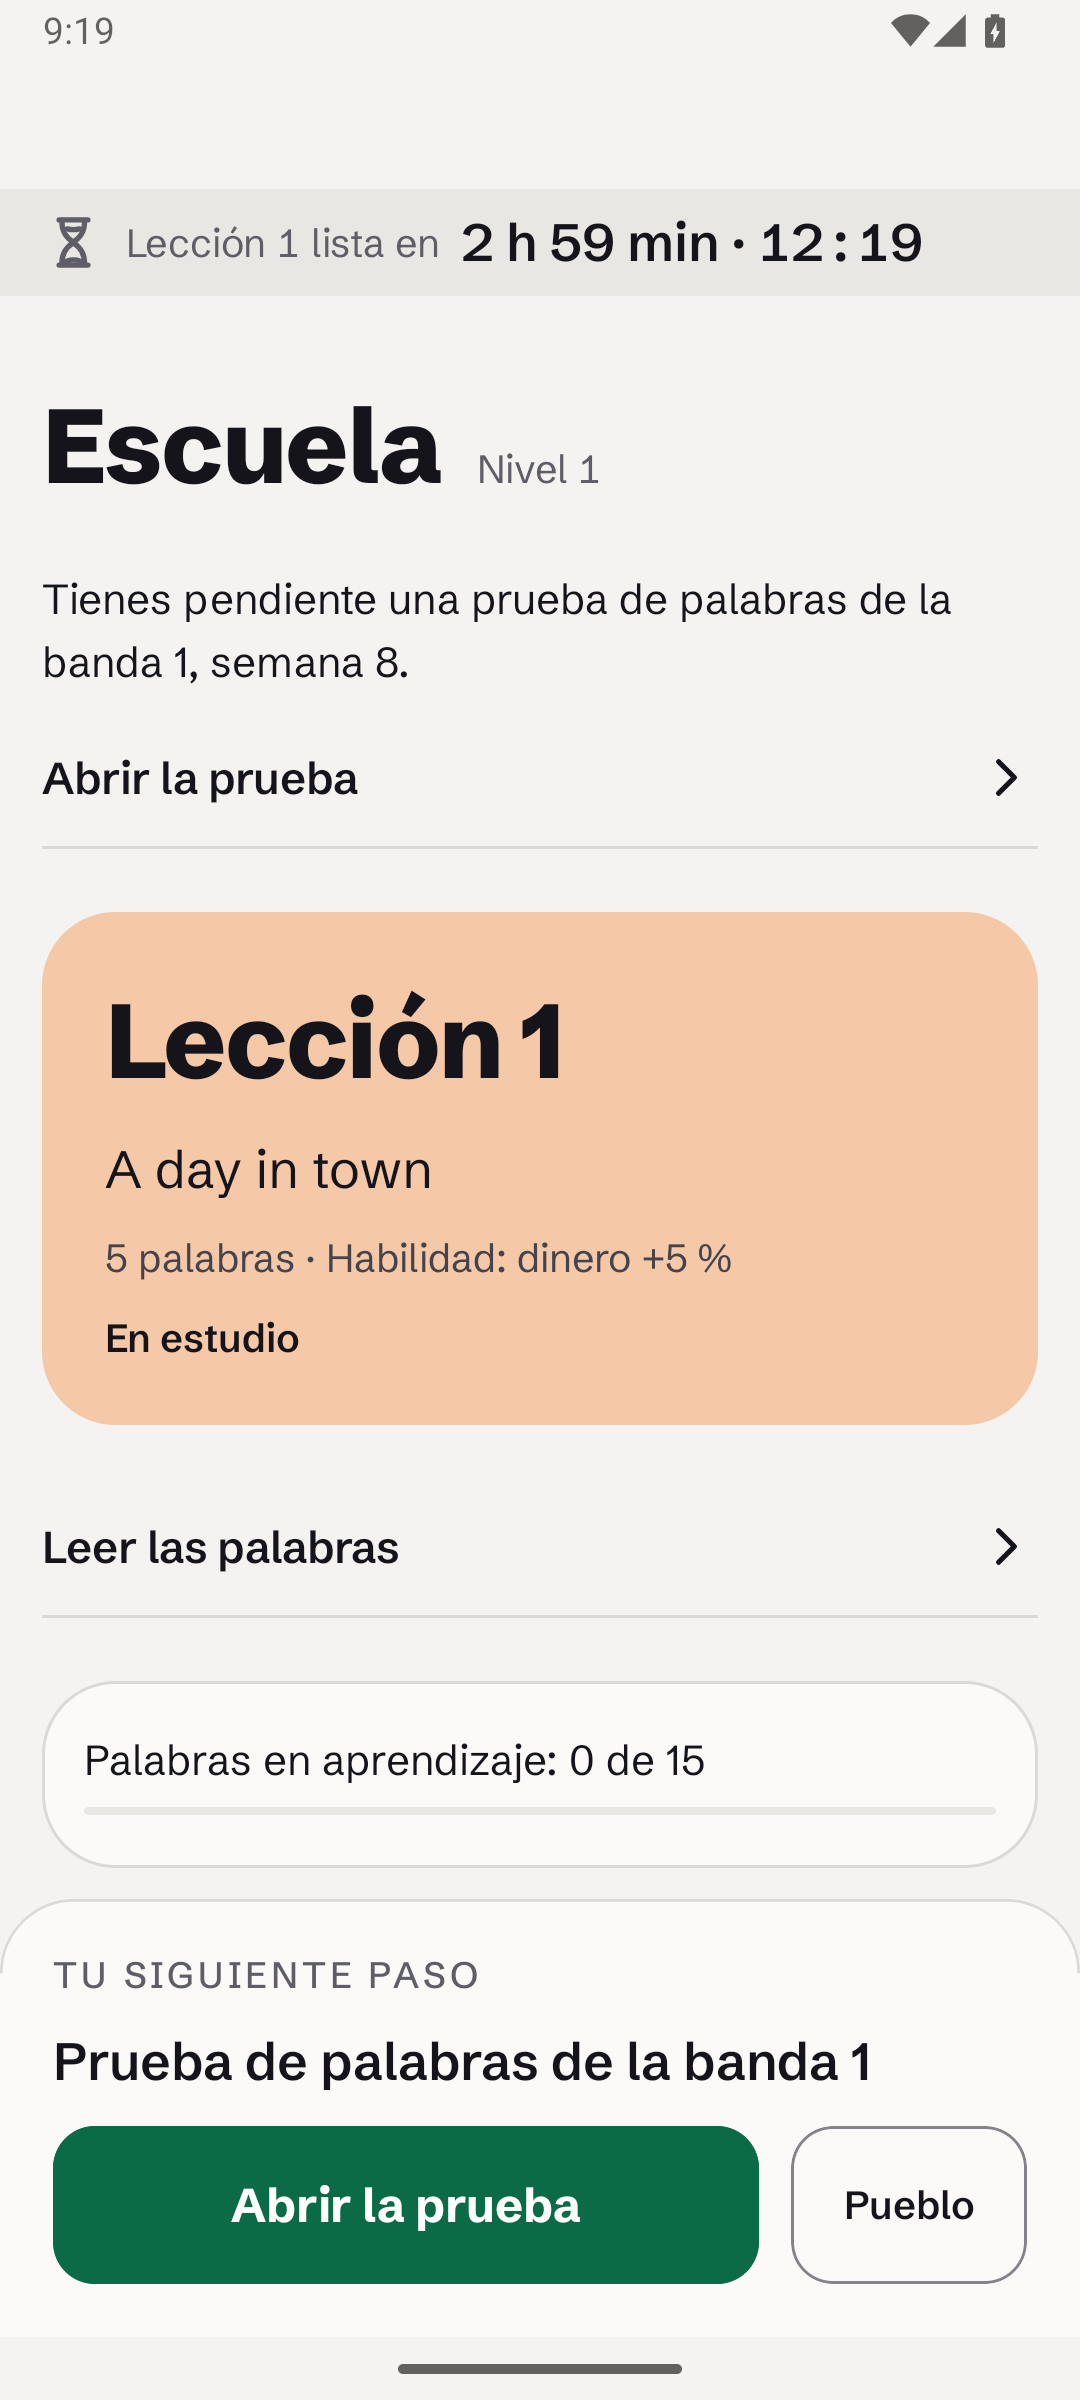 9:19
Lección 1 lista en 2 h 59 min · 12:19
Escuela Nivel 1
Tienes pendiente una prueba de palabras de la
banda 1, semana 8.
Abrir la prueba
Lección 1
A day in town
5 palabras · Habilidad: dinero +5 %
En estudio
Leer las palabras
Palabras en aprendizaje: 0 de 15
TU SIGUIENTE PASO
Prueba de palabras de la banda 1
Abrir la prueba
Pueblo